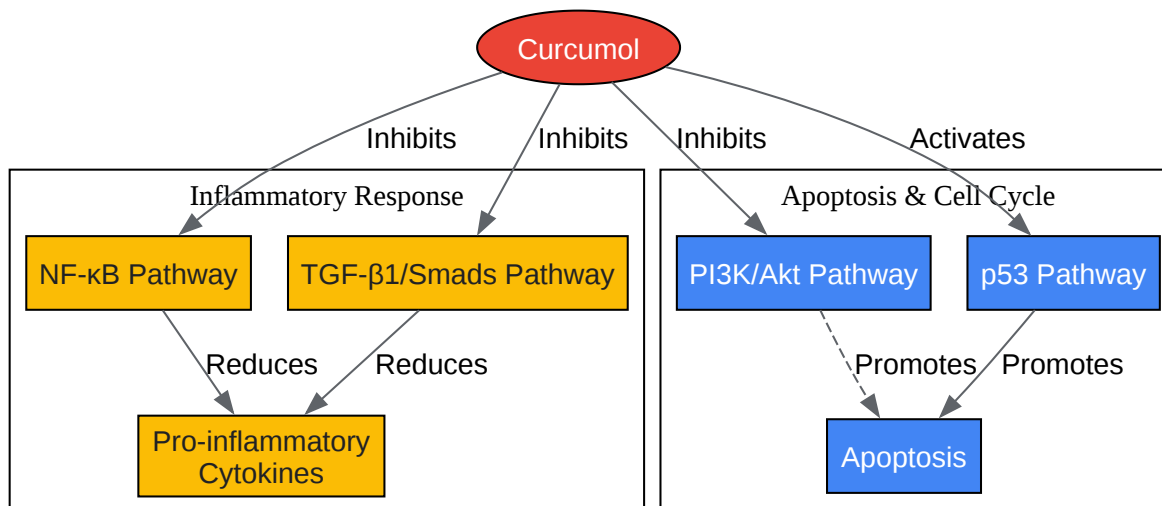 Curcumol
Inhibits
Inhibits
Inhibits
Activates
Inflammatory Response
Apoptosis & Cell Cycle
NF-κB Pathway
TGF-β1/Smads Pathway
PI3K/Akt Pathway
p53 Pathway
Reduces
Reduces
Promotes
Promotes
Pro-inflammatory
Cytokines
Apoptosis